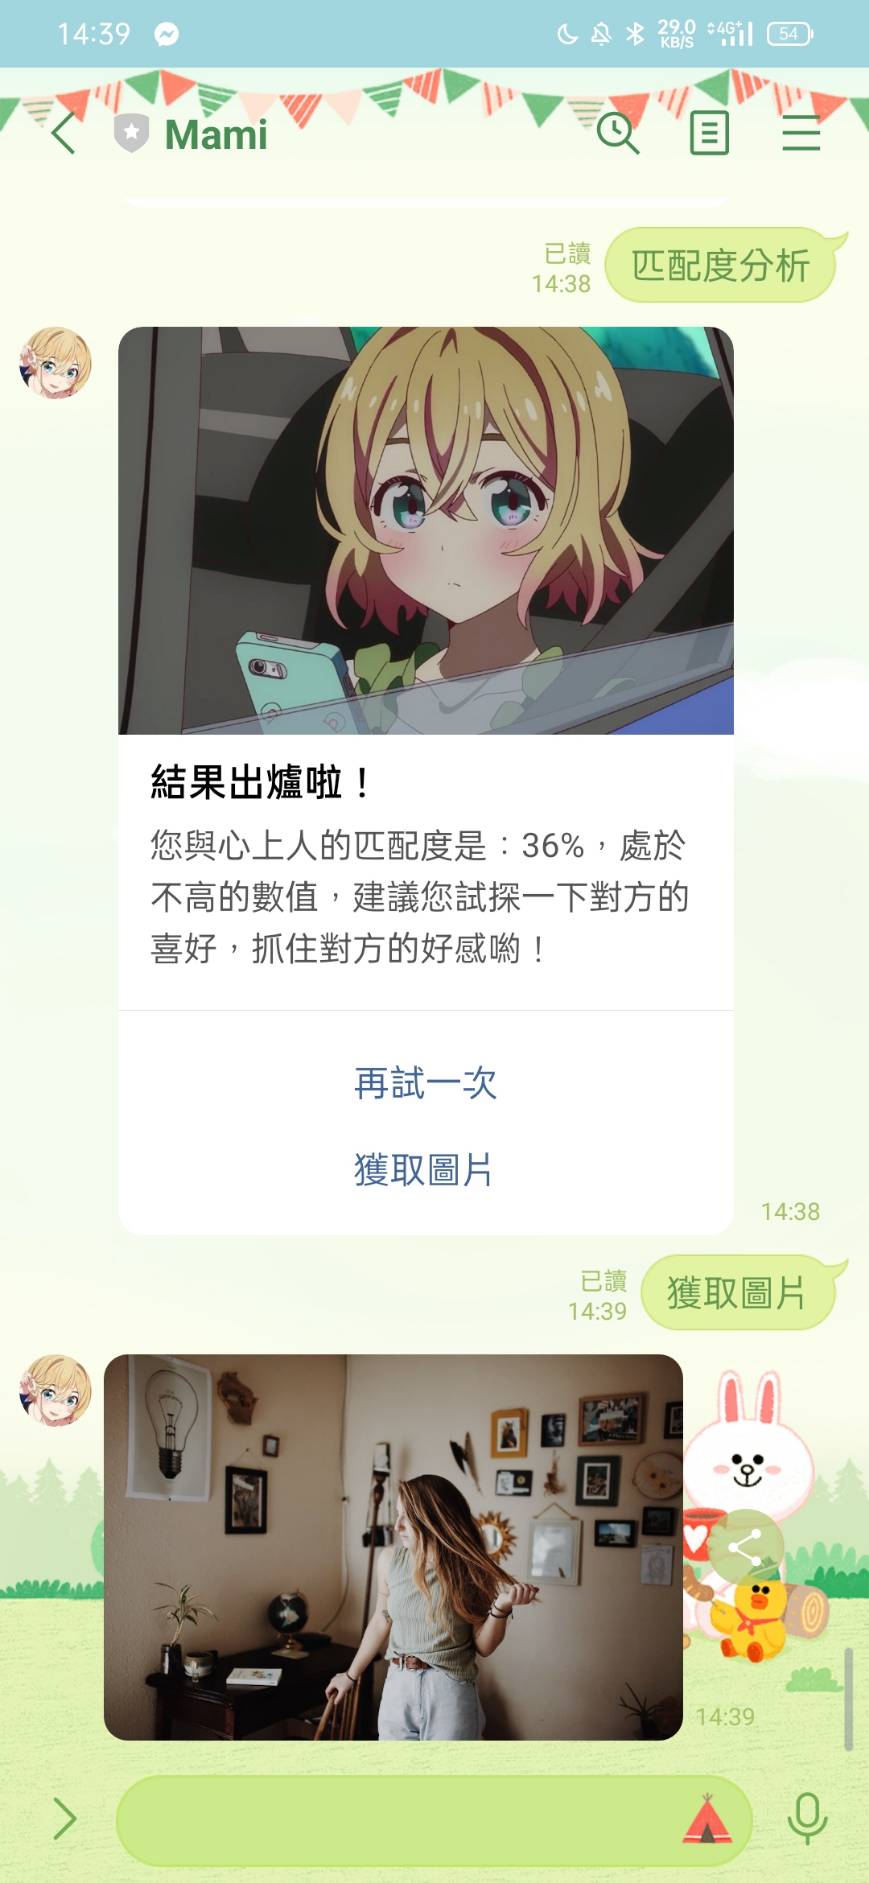 14:39
29.0
KB/S
4G+
54
Mami
已讀
14:38
匹配度分析
結果出爐啦！
您與心上人的匹配度是：36%，處於
不高的數值，建議您試探一下對方的
喜好，抓住對方的好感喲！
再試一次
獲取圖片
14:38
已讀
14:39
獲取圖片
14:39